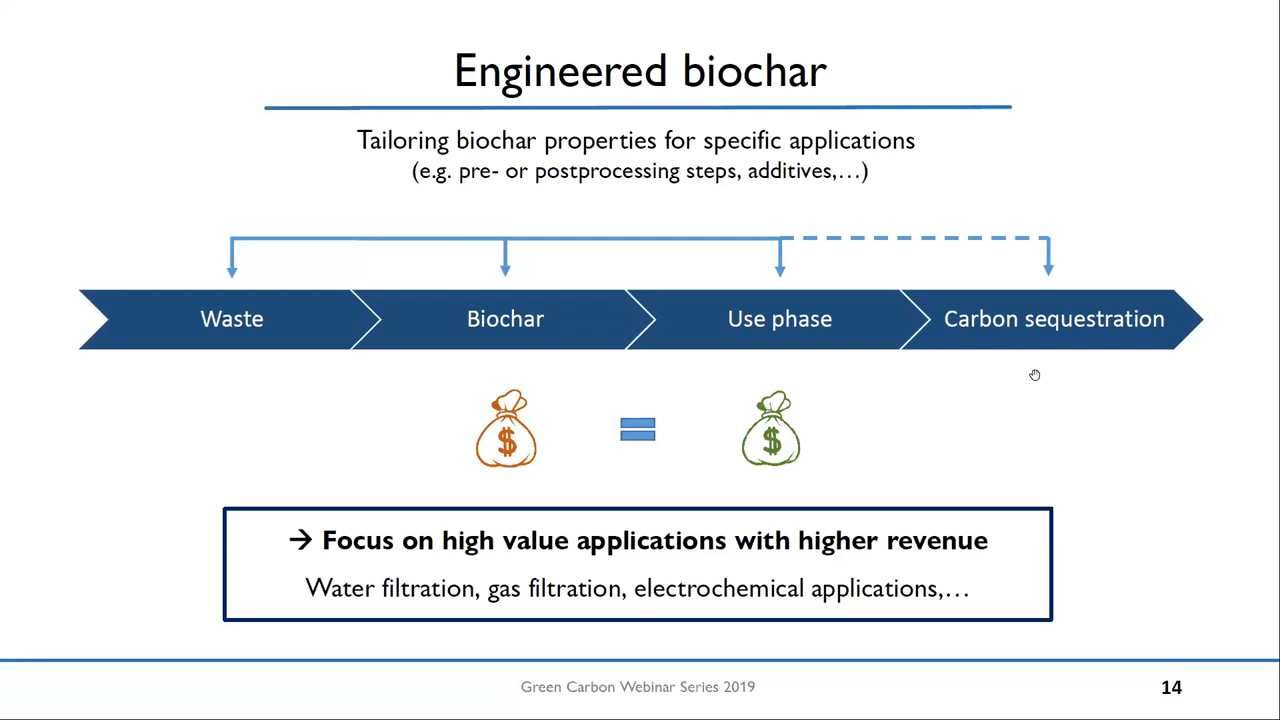 Engineered biochar
Tailoring biochar properties for specific applications
(e.g. pre- or postprocessing steps, additives,…)
Waste
Biochar
Use phase
Carbon sequestration
$
=
$
→ Focus on high value applications with higher revenue
Water filtration, gas filtration, electrochemical applications,…
Green Carbon Webinar Series 2019
14